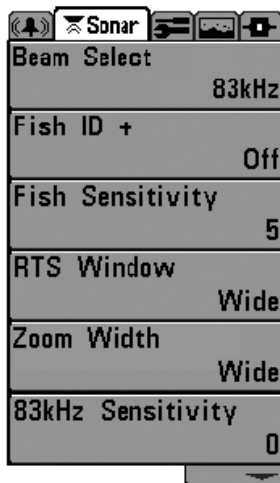 Sonar
Beam Select
83kHz
Fish ID +
Off
Fish Sensitivity
5
RTS Window
Wide
Zoom Width
Wide
83kHz Sensitivity
0